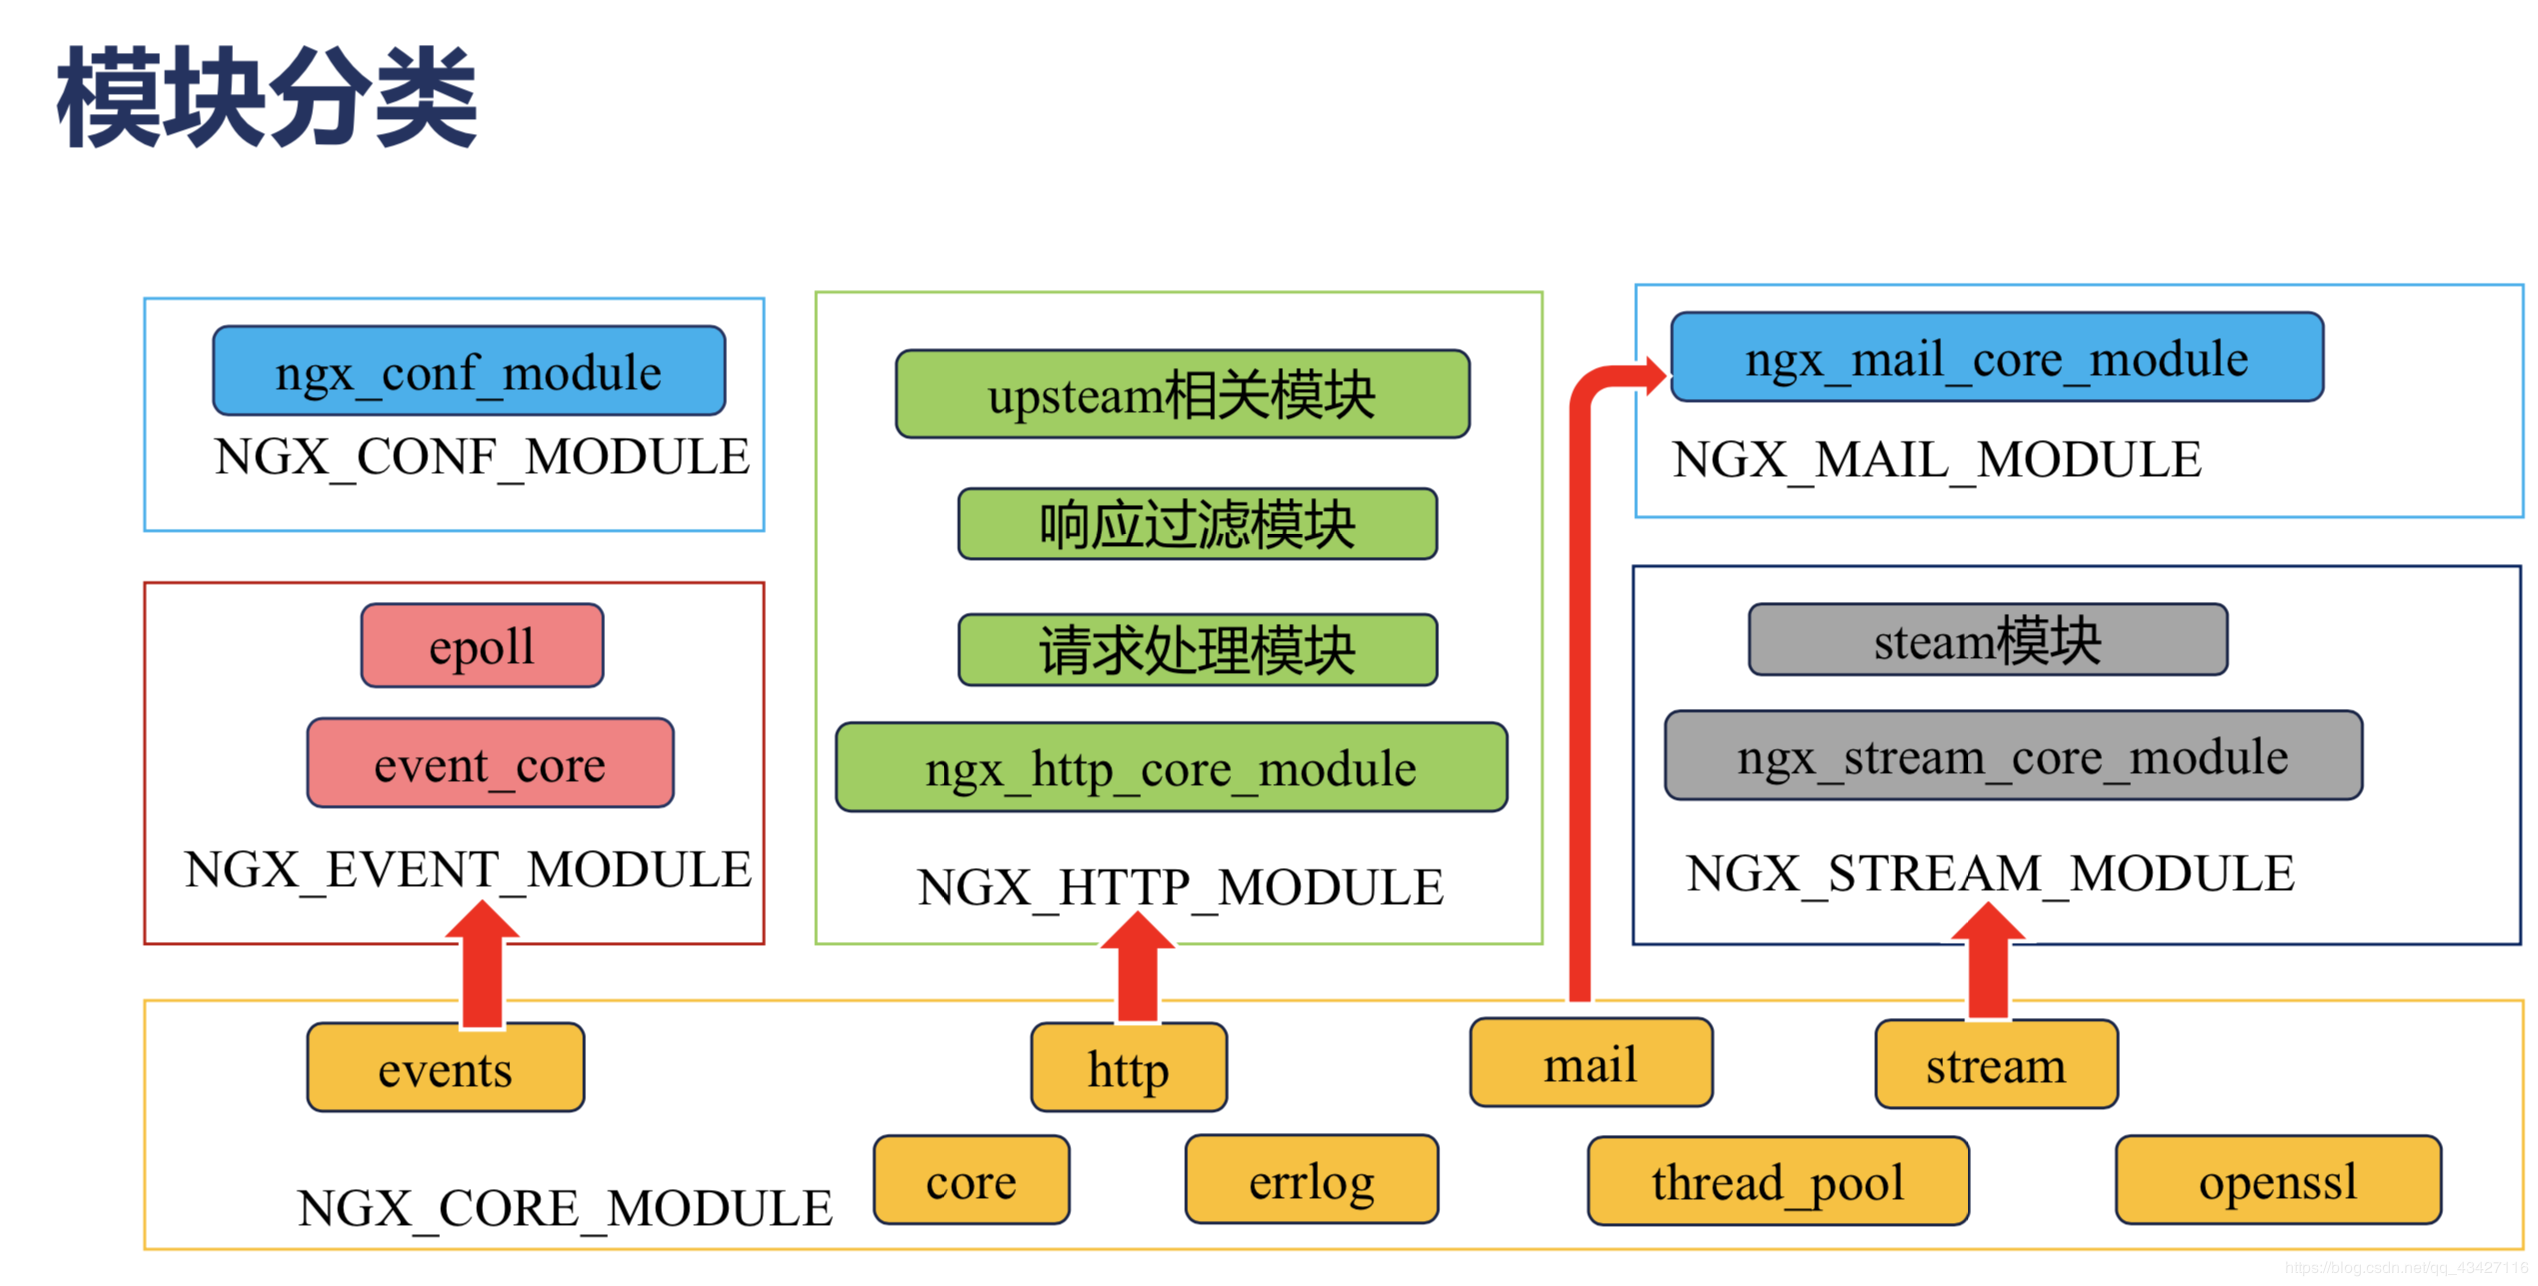 模块分类
ngx_conf_module
NGX_CONF_MODULE
epoll
event_core
NGX_EVENT_MODULE
upsteam相关模块
响应过滤模块
请求处理模块
ngx_http_core_module
NGX_HTTP_MODULE
ngx_mail_core_module
NGX_MAIL_MODULE
steam模块
ngx_stream_core_module
NGX_STREAM_MODULE
events
http
mail
stream
NGX_CORE_MODULE
core
errlog
thread_pool
openssl
https://blog.csdn.net/qq_43427116